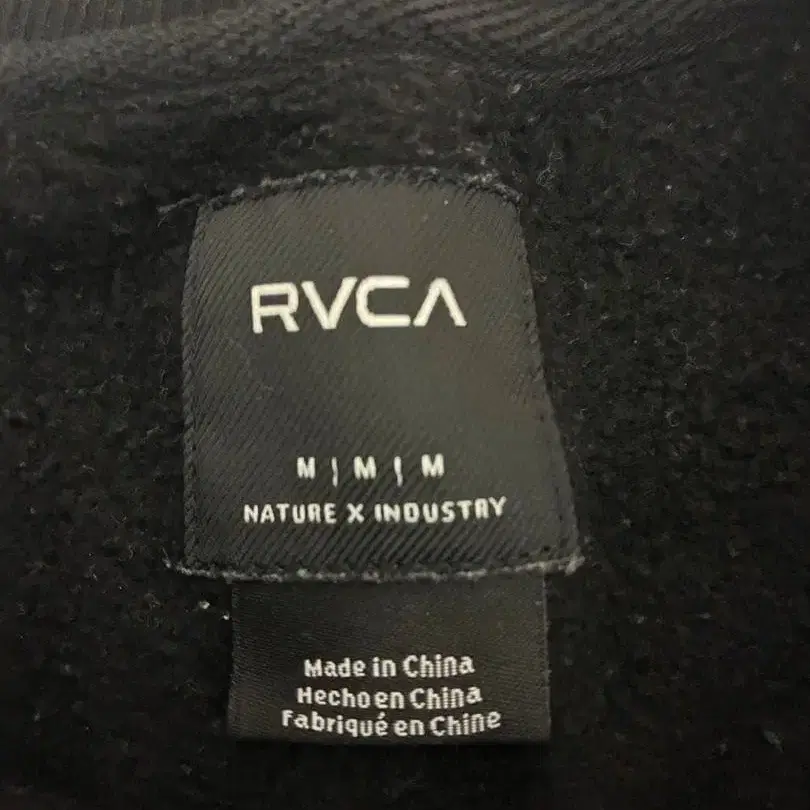 RVCA
M | M | M
NATURE X INDUSTRY
Made in China
Hecho en China
Fabriqué en Chine